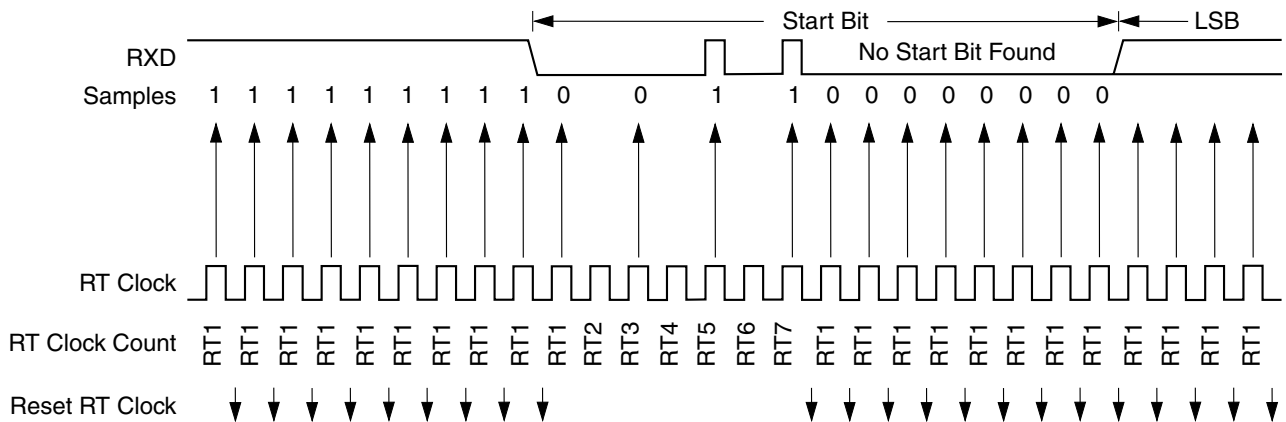 Start Bit
LSB
RXD
No Start Bit Found
Samples 1 1 1 1 1 1 1 1 1 0 0 1 1 0 0 0 0 0 0 0 0
RT Clock
RT Clock Count RT1 RT1 RT1 RT1 RT1 RT1 RT1 RT1 RT1 RT1 RT2 RT3 RT4 RT5 RT6 RT7 RT1 RT1 RT1 RT1 RT1 RT1 RT1 RT1 RT1 RT1 RT1 RT1
Reset RT Clock